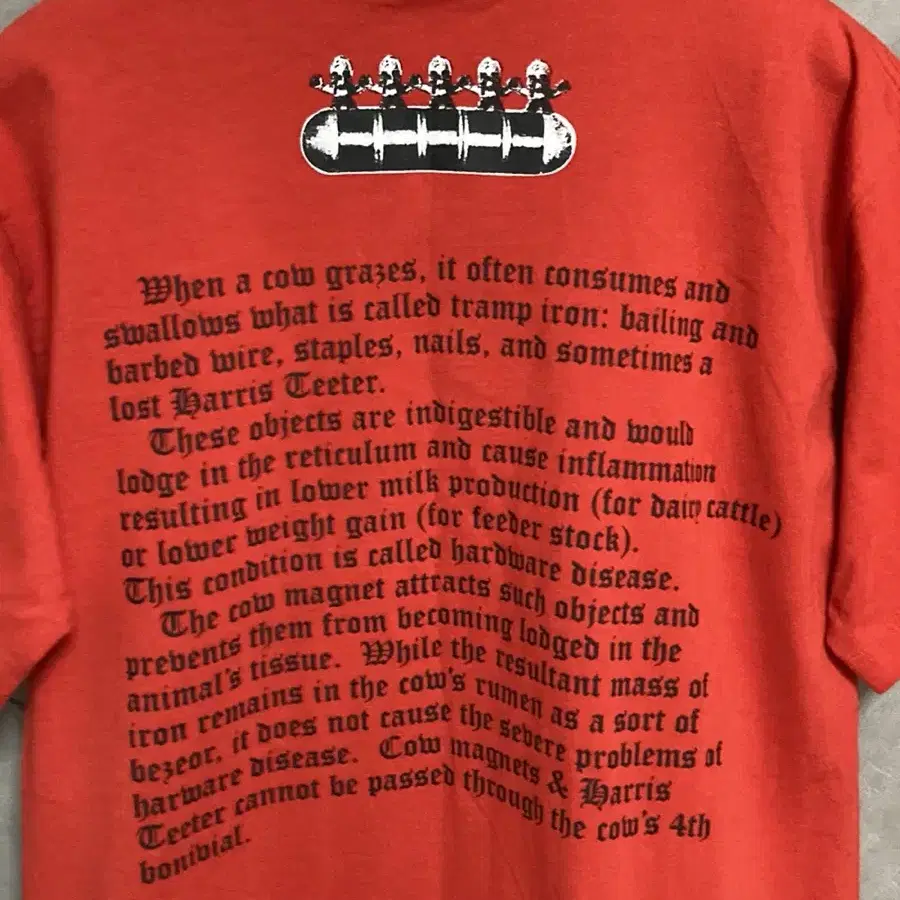 When a cow grazes, it often consumes and
swallows what is called tramp iron: bailing and
barbed wire, staples, nails, and sometimes a
lost Harris Teeter.
These objects are indigestible and would
lodge in the reticulum and cause inflammation
resulting in lower milk production (for dairy cattle)
or lower weight gain (for feeder stock).
This condition is called hardware disease.
The cow magnet attracts such objects and
prevents them from becoming lodged in the
animal's tissue. While the resultant mass of
iron remains in the cow's rumen as a sort of
bezeor, it does not cause the severe problems of
harware disease. Cow magnets & Harris
Teeter cannot be passed through the cow's 4th
bonivial.